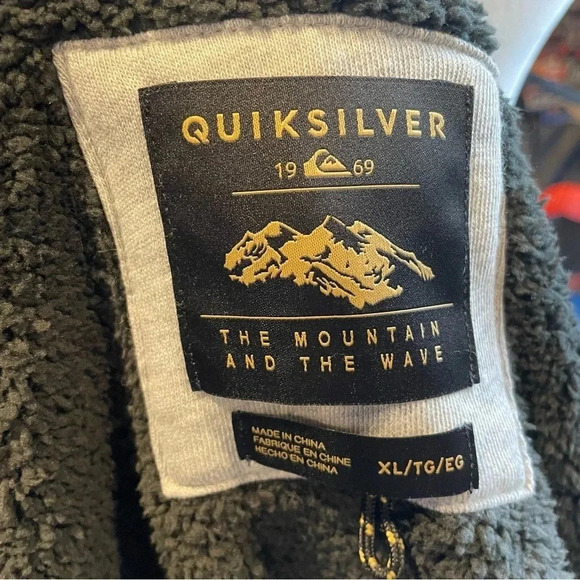 QUIKSILVER
19 69
THE MOUNTAIN
AND THE WAVE
MADE IN CHINA
FABRIQUE EN CHINE
HECHO EN CHINA
XL/TG/EG